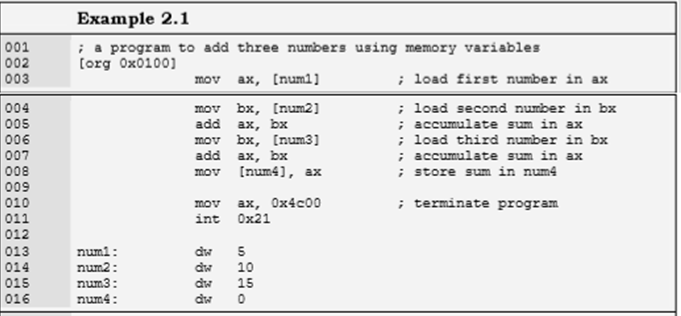 Example 2.1
001 ; a program to add three numbers using memory variables
002 [org 0x0100]
003 mov ax, [num1] ; load first number in ax
004 mov bx, [num2] ; load second number in bx
005 add ax, bx ; accumulate sum in ax
006 mov bx, [num3] ; load third number in bx
007 add ax, bx ; accumulate sum in ax
008 mov [num4], ax ; store sum in num4
009
010 mov ax, 0x4c00 ; terminate program
011 int 0x21
012
013 num1: dw 5
014 num2: dw 10
015 num3: dw 15
016 num4: dw 0